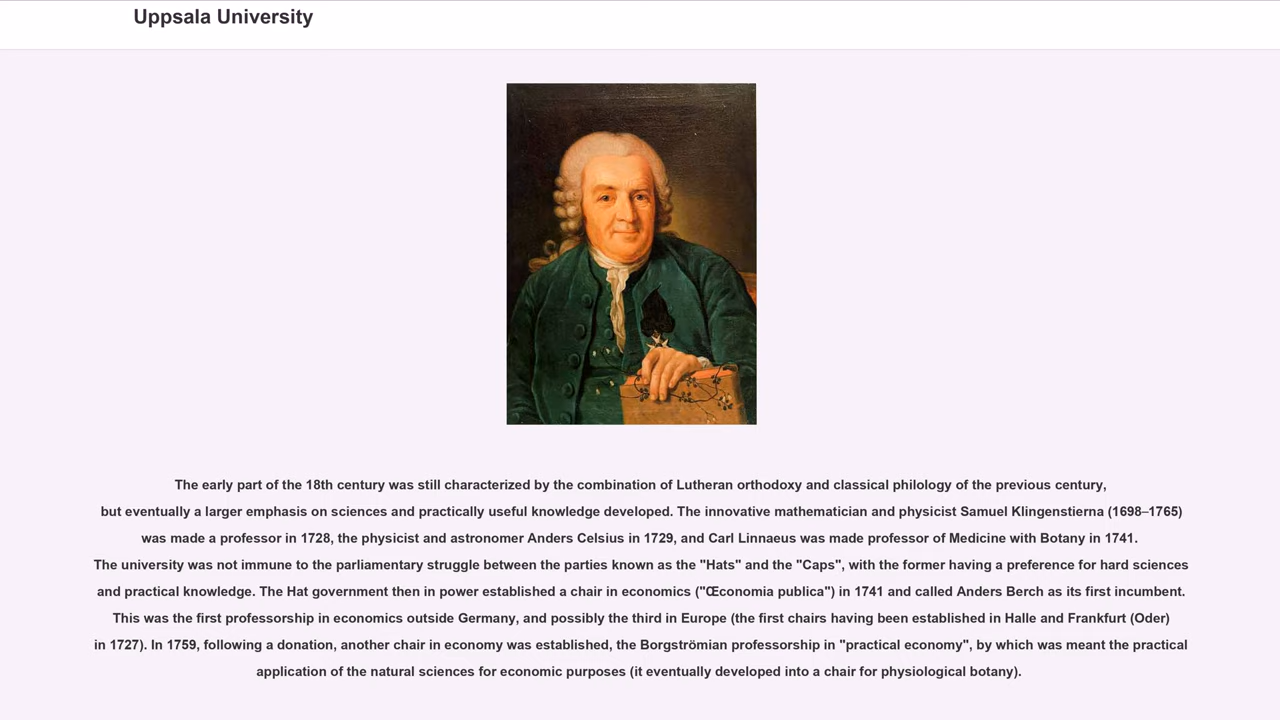 Uppsala University
The early part of the 18th century was still characterized by the combination of Lutheran orthodoxy and classical philology of the previous century,
but eventually a larger emphasis on sciences and practically useful knowledge developed. The innovative mathematician and physicist Samuel Klingenstierna (1698–1765)
was made a professor in 1728, the physicist and astronomer Anders Celsius in 1729, and Carl Linnaeus was made professor of Medicine with Botany in 1741.
The university was not immune to the parliamentary struggle between the parties known as the "Hats" and the "Caps", with the former having a preference for hard sciences
and practical knowledge. The Hat government then in power established a chair in economics ("Œconomia publica") in 1741 and called Anders Berch as its first incumbent.
This was the first professorship in economics outside Germany, and possibly the third in Europe (the first chairs having been established in Halle and Frankfurt (Oder)
in 1727). In 1759, following a donation, another chair in economy was established, the Borgströmian professorship in "practical economy", by which was meant the practical
application of the natural sciences for economic purposes (it eventually developed into a chair for physiological botany).